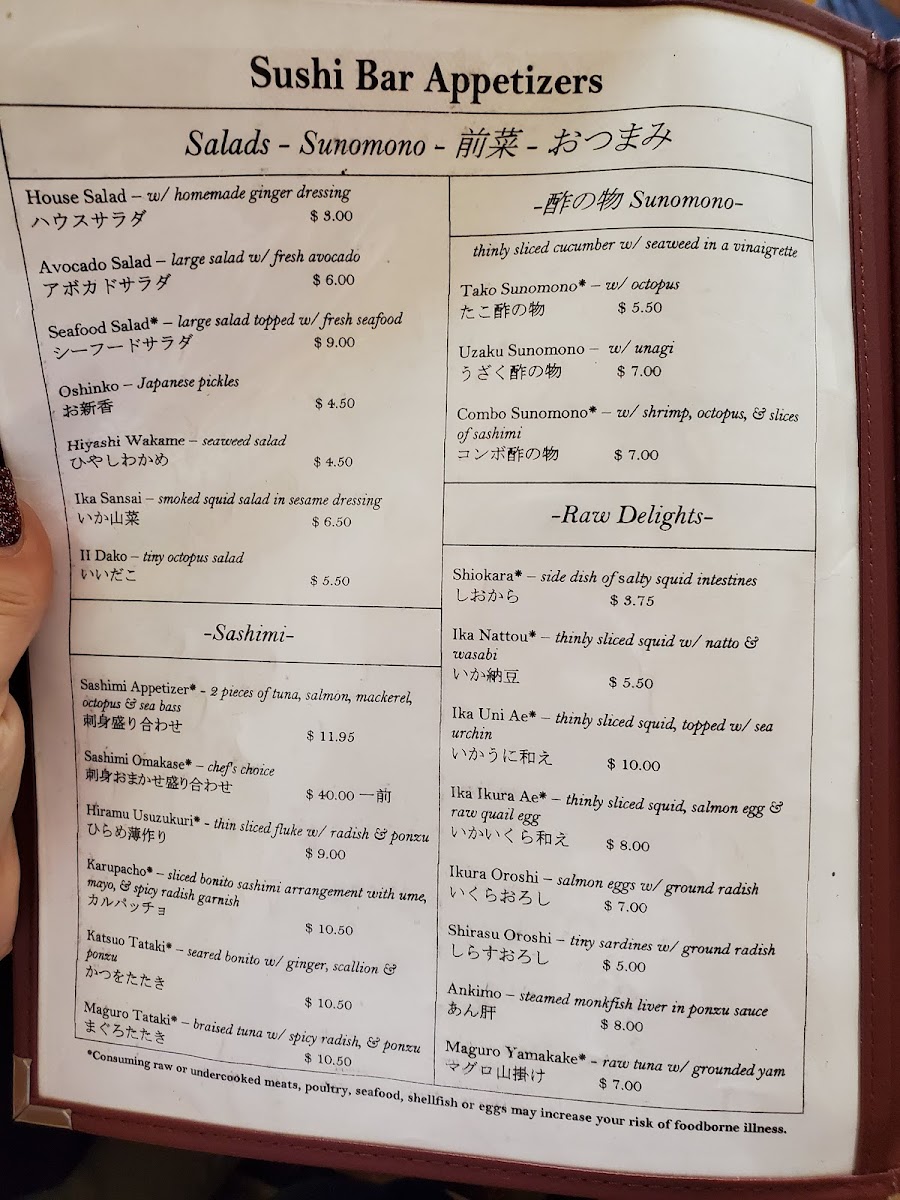 Sushi Bar Appetizers
Salads - Sunomono - 前菜 - おつまみ
House Salad – w/ homemade ginger dressing
ハウスサラダ $ 3.00
Avocado Salad – large salad w/ fresh avocado
アボカドサラダ $ 6.00
Seafood Salad* – large salad topped w/ fresh seafood
シーフードサラダ $ 9.00
Oshinko – Japanese pickles
お新香 $ 4.50
Hiyashi Wakame – seaweed salad
ひやしわかめ $ 4.50
Ika Sansai – smoked squid salad in sesame dressing
いか山菜 $ 6.50
II Dako – tiny octopus salad
いいだこ $ 5.50
-Sashimi-
Sashimi Appetizer* - 2 pieces of tuna, salmon, mackerel,
octopus & sea bass
刺身盛り合わせ $ 11.95
Sashimi Omakase* – chef's choice
刺身おまかせ盛り合わせ $ 40.00 一前
Hiramu Usuzukuri* - thin sliced fluke w/ radish & ponzu
ひらめ薄作り $ 9.00
Karupacho* – sliced bonito sashimi arrangement with ume,
mayo, & spicy radish garnish
カルパッチョ $ 10.50
Katsuo Tataki* – seared bonito w/ ginger, scallion &
ponzu
かつをたたき $ 10.50
Maguro Tataki* – braised tuna w/ spicy radish, & ponzu
まぐろたたき $ 10.50
-酢の物 Sunomono-
thinly sliced cucumber w/ seaweed in a vinaigrette
Tako Sunomono* – w/ octopus
たこ酢の物 $ 5.50
Uzaku Sunomono – w/ unagi
うざく酢の物 $ 7.00
Combo Sunomono* – w/ shrimp, octopus, & slices
of sashimi
コンボ酢の物 $ 7.00
-Raw Delights-
Shiokara* – side dish of salty squid intestines
しおから $ 3.75
Ika Nattou* – thinly sliced squid w/ natto &
wasabi
いか納豆 $ 5.50
Ika Uni Ae* – thinly sliced squid, topped w/ sea
urchin
いかうに和え $ 10.00
Ika Ikura Ae* – thinly sliced squid, salmon egg &
raw quail egg
いかいくら和え $ 8.00
Ikura Oroshi – salmon eggs w/ ground radish
いくらおろし $ 7.00
Shirasu Oroshi – tiny sardines w/ ground radish
しらすおろし $ 5.00
Ankimo – steamed monkfish liver in ponzu sauce
あん肝 $ 8.00
Maguro Yamakake* - raw tuna w/ grounded yam
マグロ山掛け $ 7.00
*Consuming raw or undercooked meats, poultry, seafood, shellfish or eggs may increase your risk of foodborne illness.